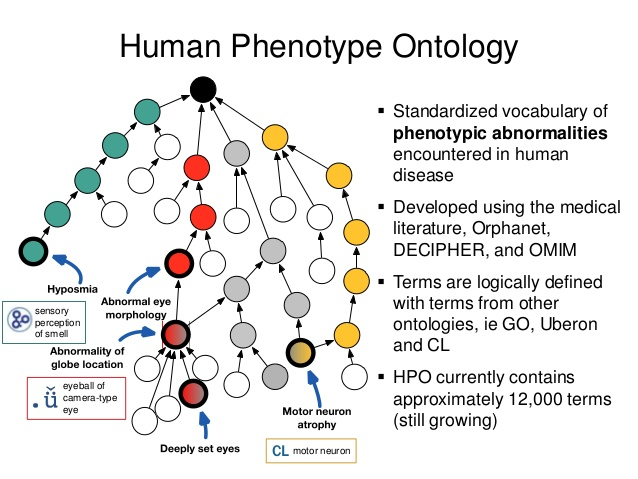 Human Phenotype Ontology
▪ Standardized vocabulary of
phenotypic abnormalities
encountered in human
disease
▪ Developed using the medical
literature, Orphanet,
DECIPHER, and OMIM
▪ Terms are logically defined
with terms from other
ontologies, ie GO, Uberon
and CL
▪ HPO currently contains
approximately 12,000 terms
(still growing)
Hyposmia
sensory
perception
of smell
Abnormal eye
morphology
Abnormality of
globe location
.ǚ
eyeball of
camera-type
eye
Deeply set eyes
Motor neuron
atrophy
CL motor neuron